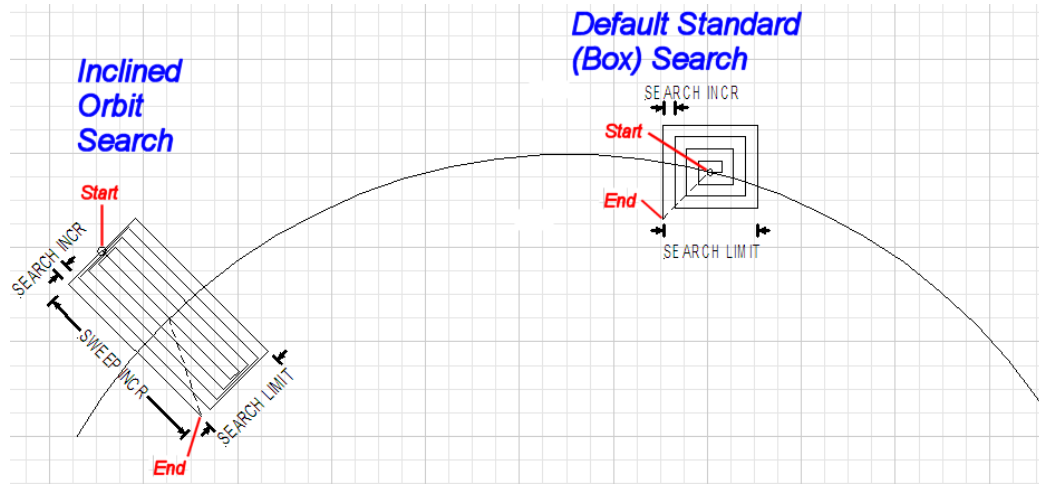 Default Standard
(Box) Search
Inclined
Orbit
Search
SEARCH INCR
Start
End
SEARCH LIMIT
Start
SEARCH INCR
SWEEP INCR
SEARCH LIMIT
End